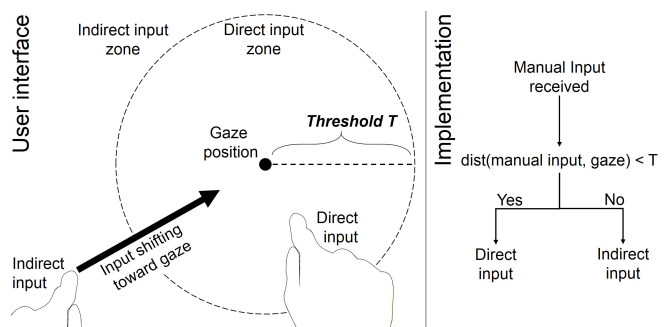 User interface
Indirect input
zone
Direct input
zone
Threshold T
Gaze
position
Direct
input
Input shifting
toward gaze
Indirect
input
Implementation
Manual Input
received
dist(manual input, gaze) < T
Yes
No
Direct
input
Indirect
input